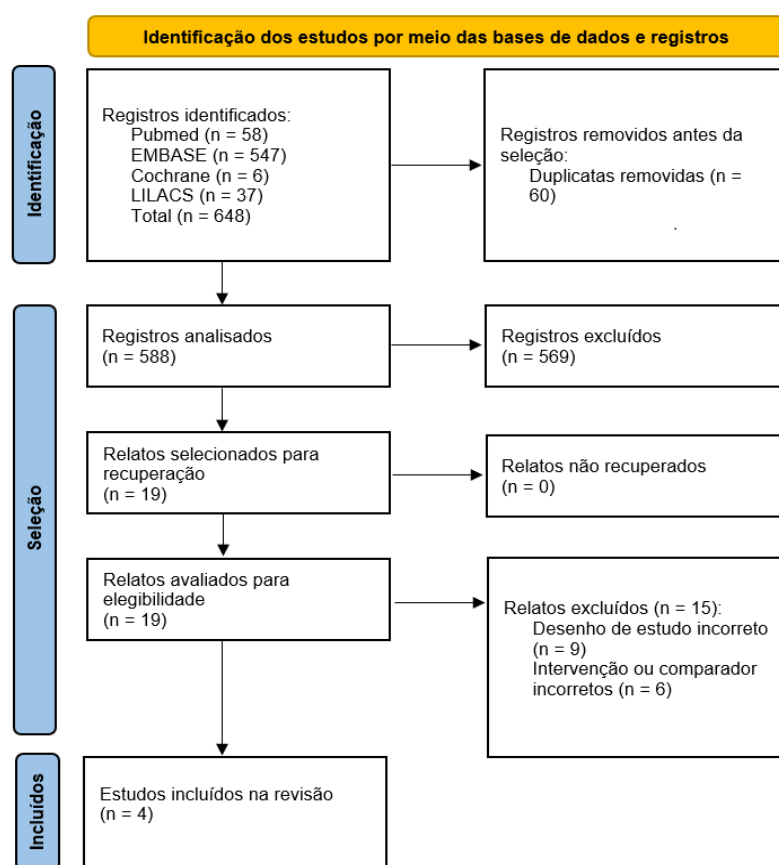 Identificação dos estudos por meio das bases de dados e registros
Identificação
Registros identificados:
Pubmed (n = 58)
EMBASE (n = 547)
Cochrane (n = 6)
LILACS (n = 37)
Total (n = 648)
Registros removidos antes da
seleção:
Duplicatas removidas (n =
60)
.
Seleção
Registros analisados
(n = 588)
Registros excluídos
(n = 569)
Relatos selecionados para
recuperação
(n = 19)
Relatos não recuperados
(n = 0)
Relatos avaliados para
elegibilidade
(n = 19)
Relatos excluídos (n = 15):
Desenho de estudo incorreto
(n = 9)
Intervenção ou comparador
incorretos (n = 6)
Incluídos
Estudos incluídos na revisão
(n = 4)